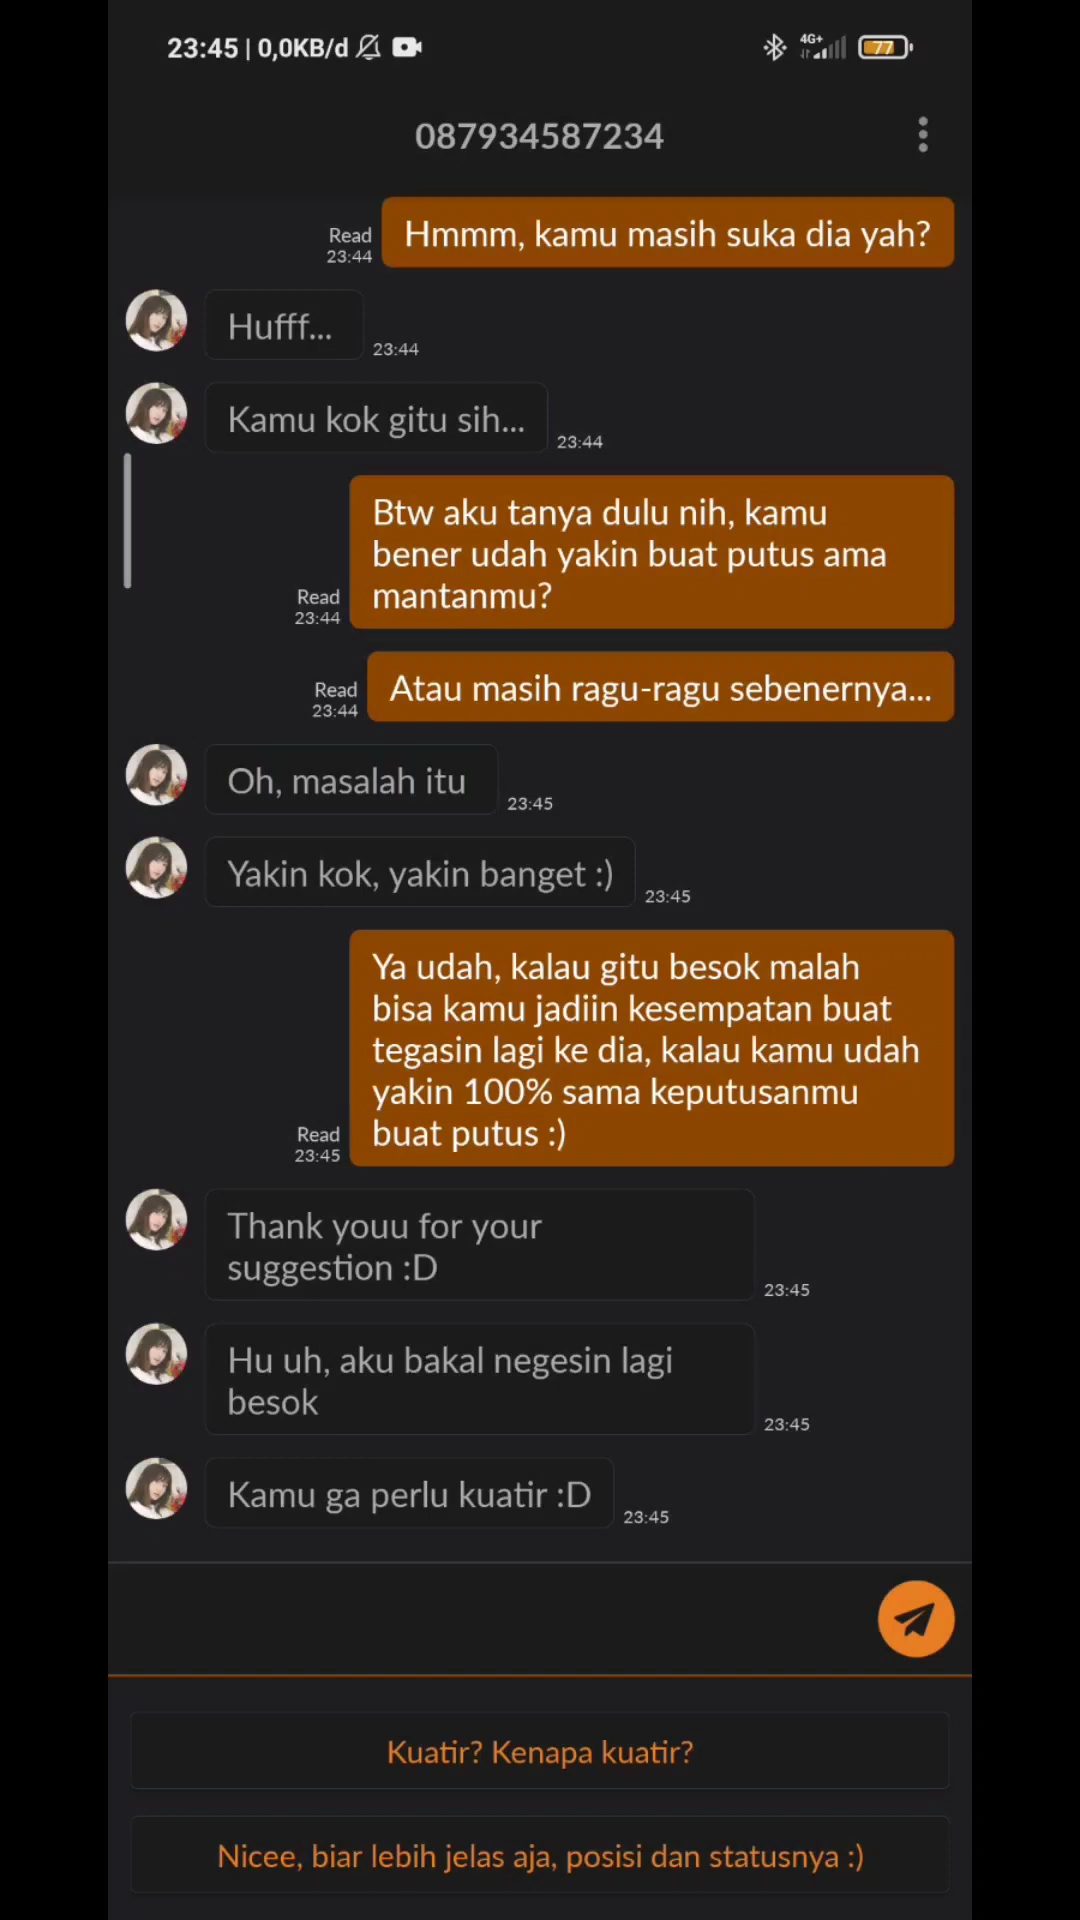 23:45 | 0,0KB/d
4G+
77
087934587234
Hmmm, kamu masih suka dia yah?
Read
23:44
Hufff...
23:44
Kamu kok gitu sih...
23:44
Btw aku tanya dulu nih, kamu
bener udah yakin buat putus ama
mantanmu?
Read
23:44
Atau masih ragu-ragu sebenernya...
Read
23:44
Oh, masalah itu
23:45
Yakin kok, yakin banget :)
23:45
Ya udah, kalau gitu besok malah
bisa kamu jadiin kesempatan buat
tegasin lagi ke dia, kalau kamu udah
yakin 100% sama keputusanmu
buat putus :)
Read
23:45
Thank youu for your
suggestion :D
23:45
Hu uh, aku bakal negesin lagi
besok
23:45
Kamu ga perlu kuatir :D
23:45
Kuatir? Kenapa kuatir?
Nicee, biar lebih jelas aja, posisi dan statusnya :)